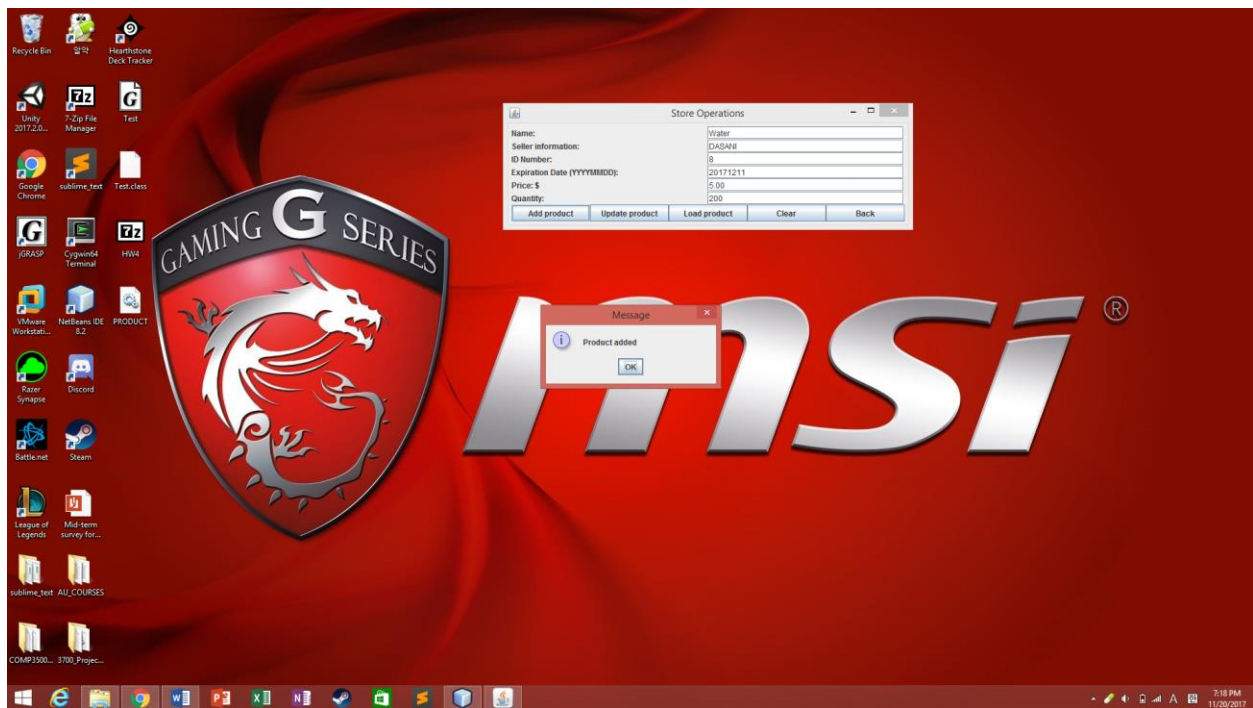 Recycle Bin
알약
Hearthstone
Deck Tracker
Unity
2017.2.0...
7-Zip File
Manager
Test
Google
Chrome
sublime_text
Test.class
jGRASP
Cygwin64
Terminal
HW4
VMware
Workstati...
NetBeans IDE
8.2
PRODUCT
Razer
Synapse
Discord
Battle.net
Steam
League of
Legends
Mid-term
survey for...
sublime_text
AU_COURSES
COMP3500...
3700_Projec...
GAMING G SERIES
msi ®
Store Operations
Name: Water
Seller information: DASANI
ID Number: 8
Expiration Date (YYYYMMDD): 20171211
Price: $ 5.00
Quantity: 200
Add product Update product Load product Clear Back
Message
Product added
OK
A
7:18 PM
11/20/2017